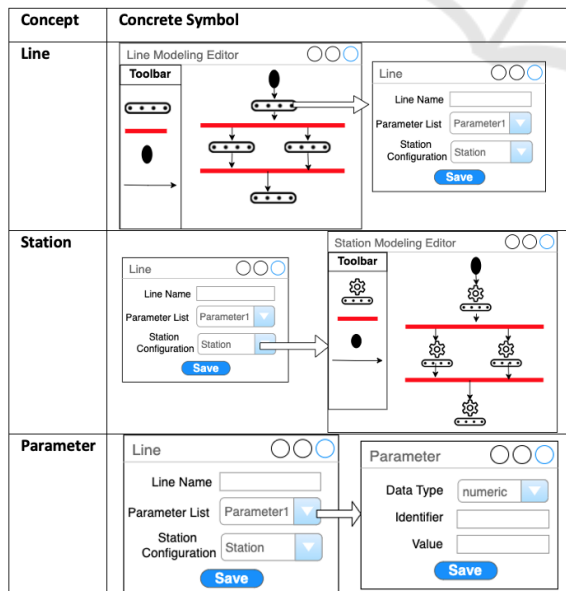 Concept Concrete Symbol
Line
Line Modeling Editor
Toolbar
Line
Line Name
Parameter List Parameter1
Station
Configuration Station
Save
Station
Line
Line Name
Parameter List Parameter1
Station
Configuration Station
Save
Station Modeling Editor
Toolbar
Parameter
Line
Line Name
Parameter List Parameter1
Station
Configuration Station
Save
Parameter
Data Type numeric
Identifier
Value
Save